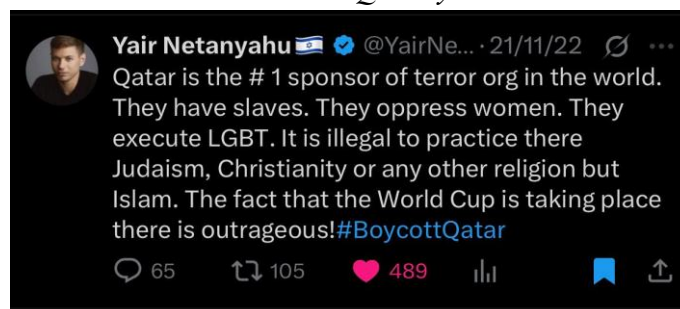 Yair Netanyahu🇮🇱 @YairNe... · 21/11/22
Qatar is the # 1 sponsor of terror org in the world.
They have slaves. They oppress women. They
execute LGBT. It is illegal to practice there
Judaism, Christianity or any other religion but
Islam. The fact that the World Cup is taking place
there is outrageous!#BoycottQatar
65 105 489